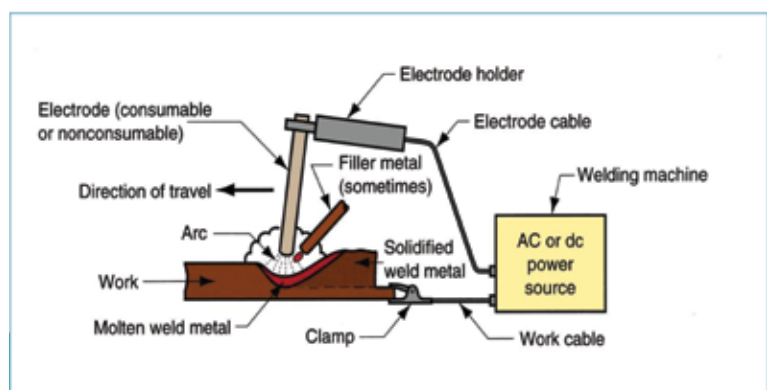 Electrode holder
Electrode (consumable
or nonconsumable)
Electrode cable
Filler metal
(sometimes)
Welding machine
Direction of travel
Arc
Solidified
weld metal
AC or dc
power
source
Work
Molten weld metal
Clamp
Work cable